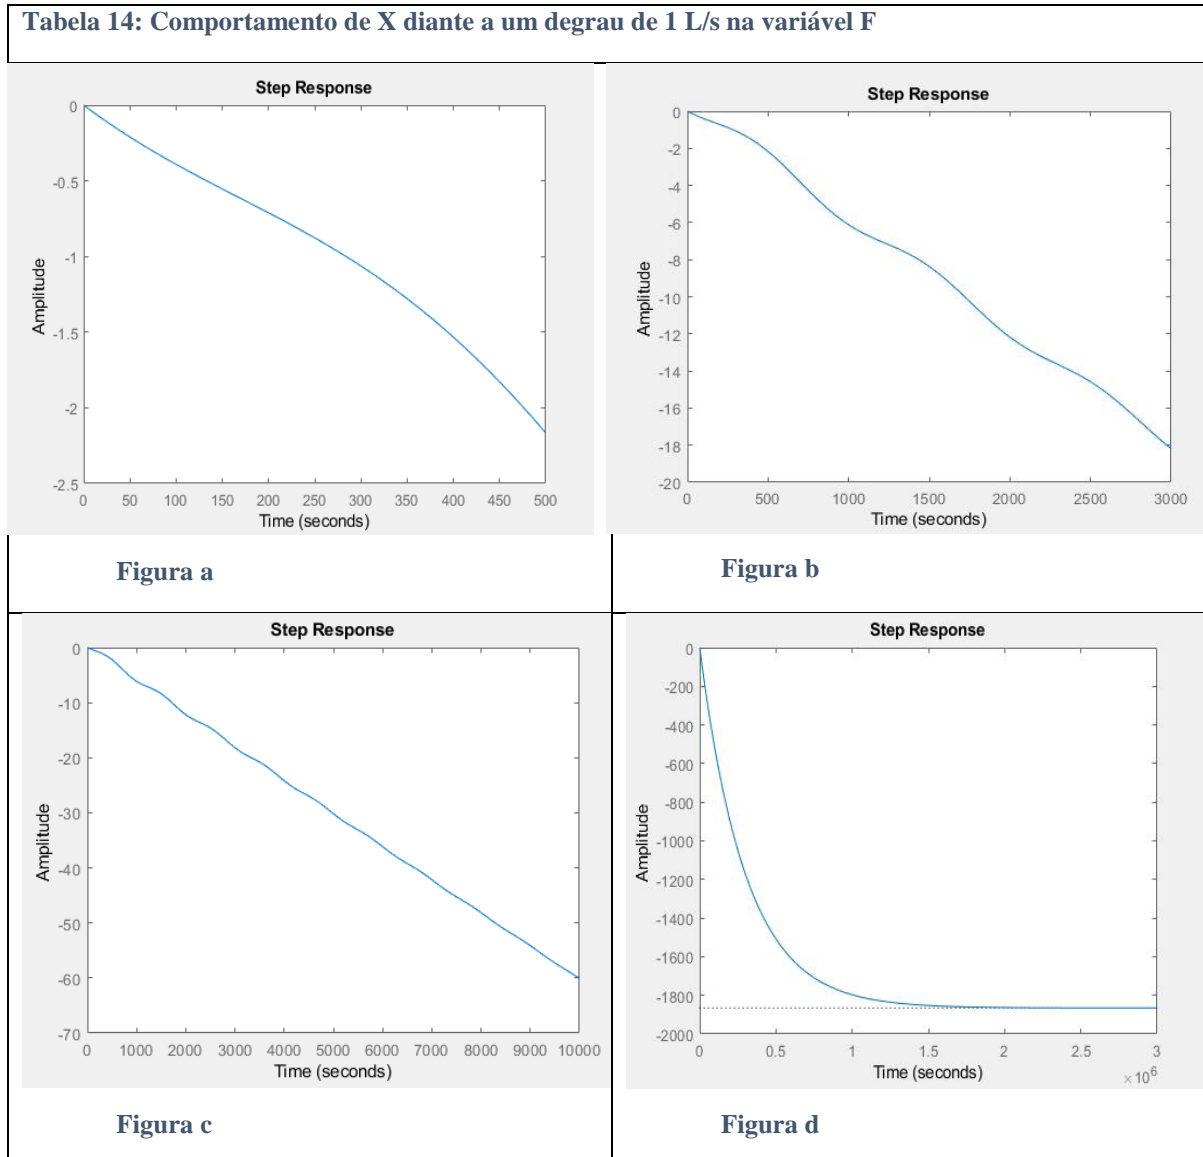 Tabela 14: Comportamento de X diante a um degrau de 1 L/s na variável F
Step Response
Amplitude
0
-0.5
-1
-1.5
-2
-2.5
0 50 100 150 200 250 300 350 400 450 500
Time (seconds)
Figura a
Step Response
Amplitude
0
-2
-4
-6
-8
-10
-12
-14
-16
-18
-20
0 500 1000 1500 2000 2500 3000
Time (seconds)
Figura b
Step Response
Amplitude
0
-10
-20
-30
-40
-50
-60
-70
0 1000 2000 3000 4000 5000 6000 7000 8000 9000 10000
Time (seconds)
Figura c
Step Response
Amplitude
0
-200
-400
-600
-800
-1000
-1200
-1400
-1600
-1800
-2000
0 0.5 1 1.5 2 2.5 3
Time (seconds)
×10⁶
Figura d